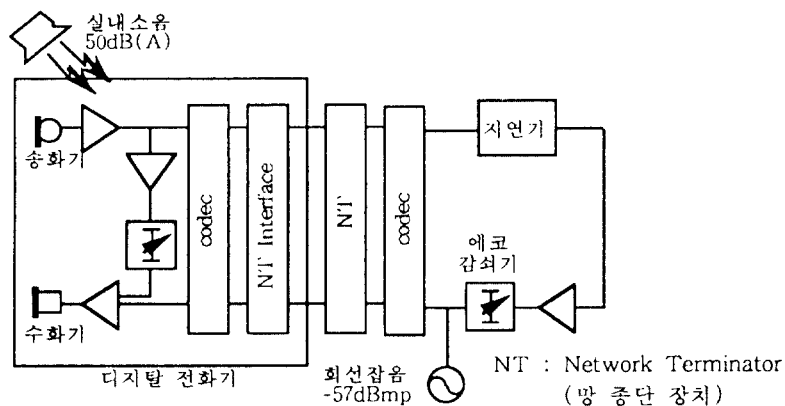 실내소음
50dB(A)
송화기
수화기
codec
NT Interface
NT
codec
지연기
에코
감쇠기
디지탈 전화기
회선잡음
-57dBmp
NT : Network Terminator
(망 종단 장치)